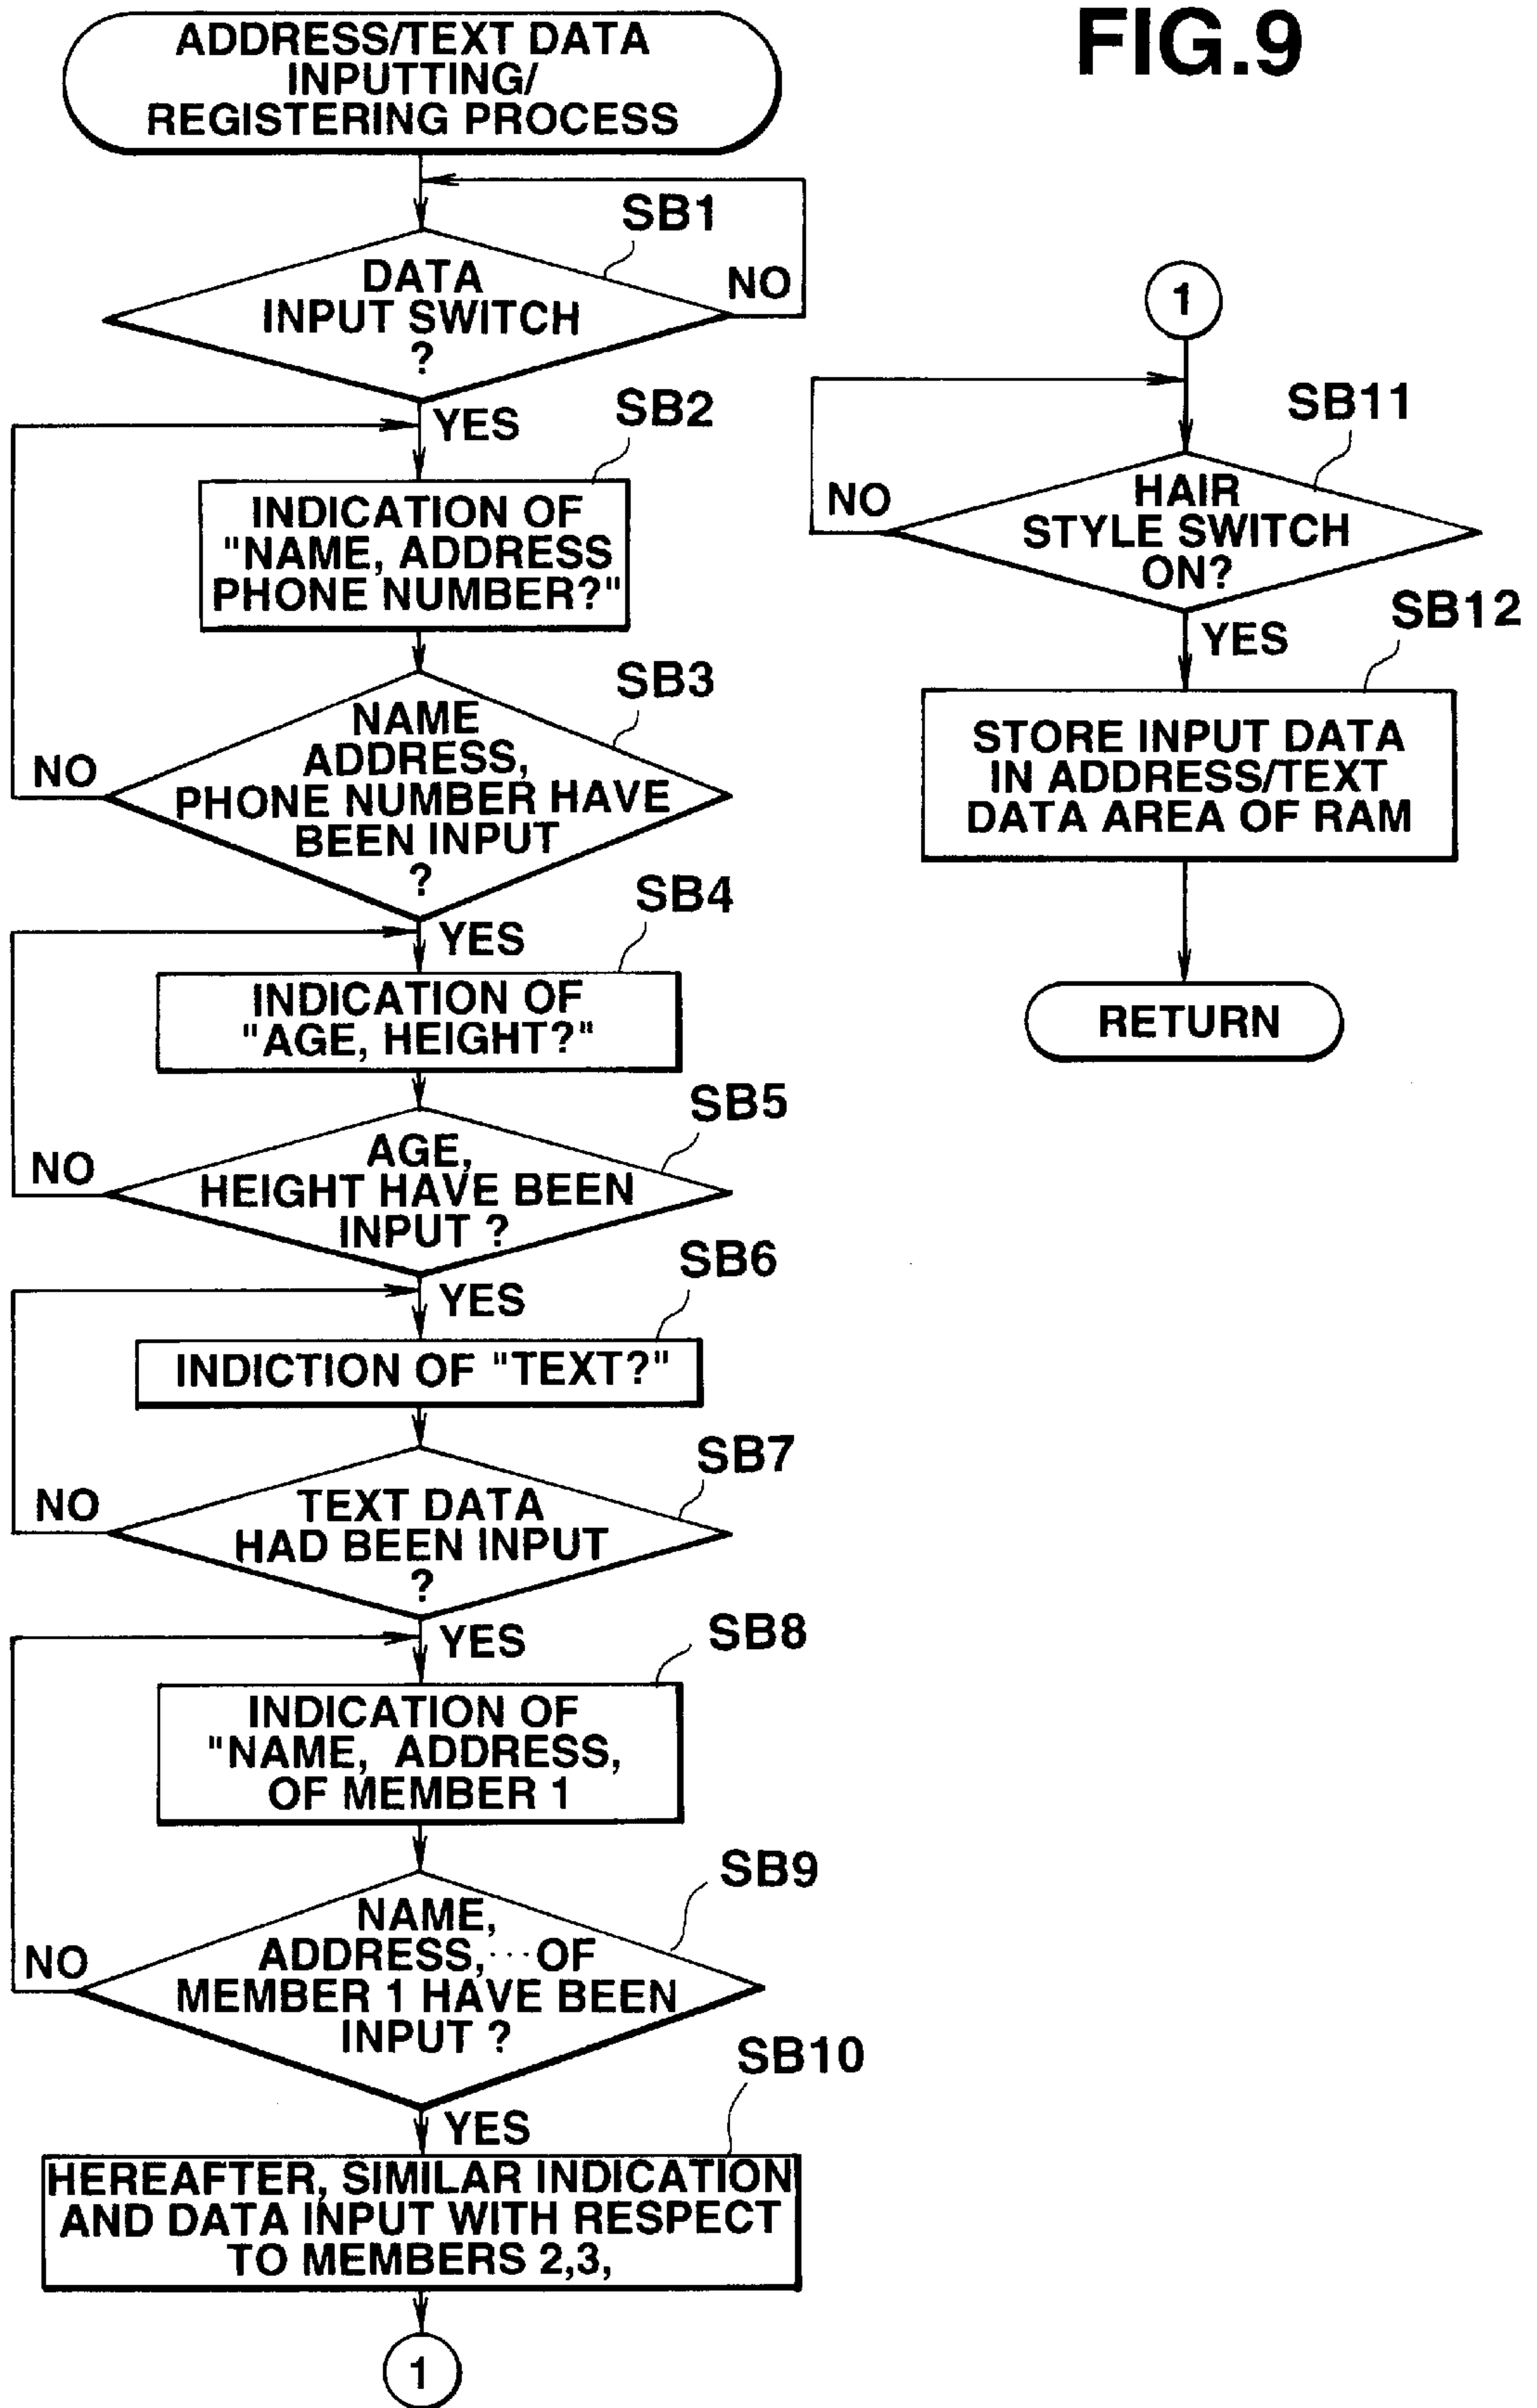 FIG.9
ADDRESS/TEXT DATA
INPUTTING/
REGISTERING PROCESS
SB1
DATA
INPUT SWITCH
?
NO
YES
SB2
INDICATION OF
"NAME, ADDRESS
PHONE NUMBER?"
SB3
NAME
ADDRESS,
PHONE NUMBER HAVE
BEEN INPUT
?
NO
YES
SB4
INDICATION OF
"AGE, HEIGHT?"
SB5
AGE,
HEIGHT HAVE BEEN
INPUT ?
NO
YES
SB6
INDICTION OF "TEXT?"
SB7
TEXT DATA
HAD BEEN INPUT
?
NO
YES
SB8
INDICATION OF
"NAME, ADDRESS,
OF MEMBER 1
SB9
NAME,
ADDRESS,···OF
MEMBER 1 HAVE BEEN
INPUT ?
NO
YES
SB10
HEREAFTER, SIMILAR INDICATION
AND DATA INPUT WITH RESPECT
TO MEMBERS 2,3,
1
1
SB11
HAIR
STYLE SWITCH
ON?
NO
YES
SB12
STORE INPUT DATA
IN ADDRESS/TEXT
DATA AREA OF RAM
RETURN